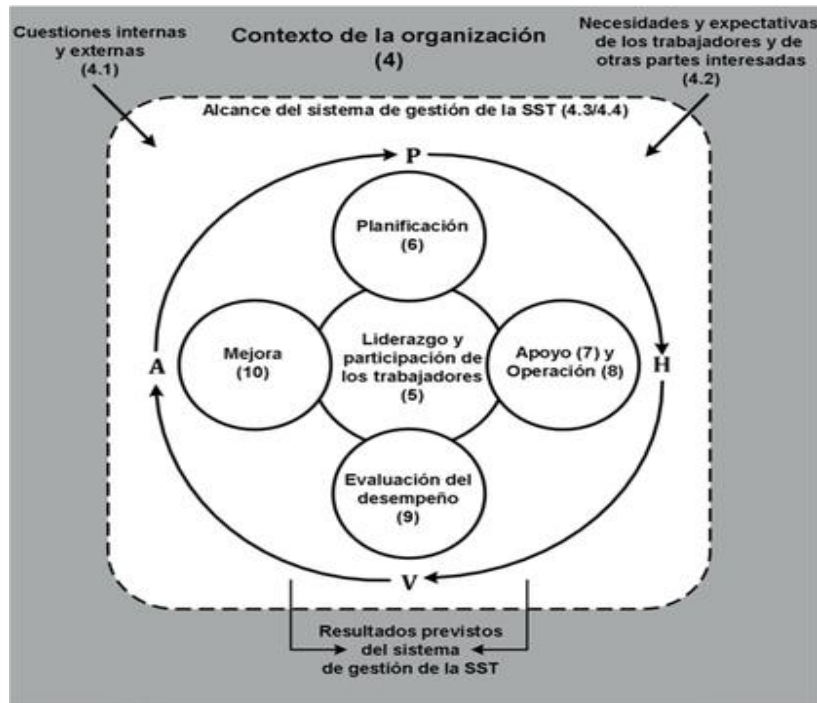 Cuestiones internas
y externas
(4.1)
Contexto de la organización
(4)
Necesidades y expectativas
de los trabajadores y de
otras partes interesadas
(4.2)
Alcance del sistema de gestión de la SST (4.3/4.4)
P
Planificación
(6)
A
Mejora
(10)
Liderazgo y
participación de
los trabajadores
(5)
Apoyo (7) y
Operación (8)
H
Evaluación del
desempeño
(9)
V
Resultados previstos
del sistema
de gestión de la SST